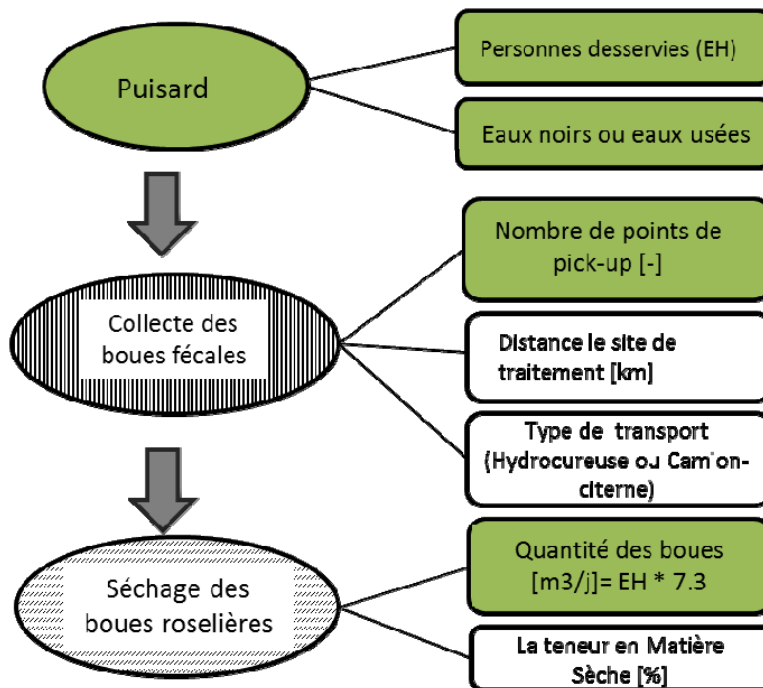 Puisard
Personnes desservies (EH)
Eaux noirs ou eaux usées
Collecte des
boues fécales
Nombre de points de
pick-up [-]
Distance le site de
traitement [km]
Type de transport
(Hydrocureuse ou Camion-
citerne)
Séchage des
boues roselières
Quantité des boues
[m3/j]= EH * 7.3
La teneur en Matière
Sèche [%]